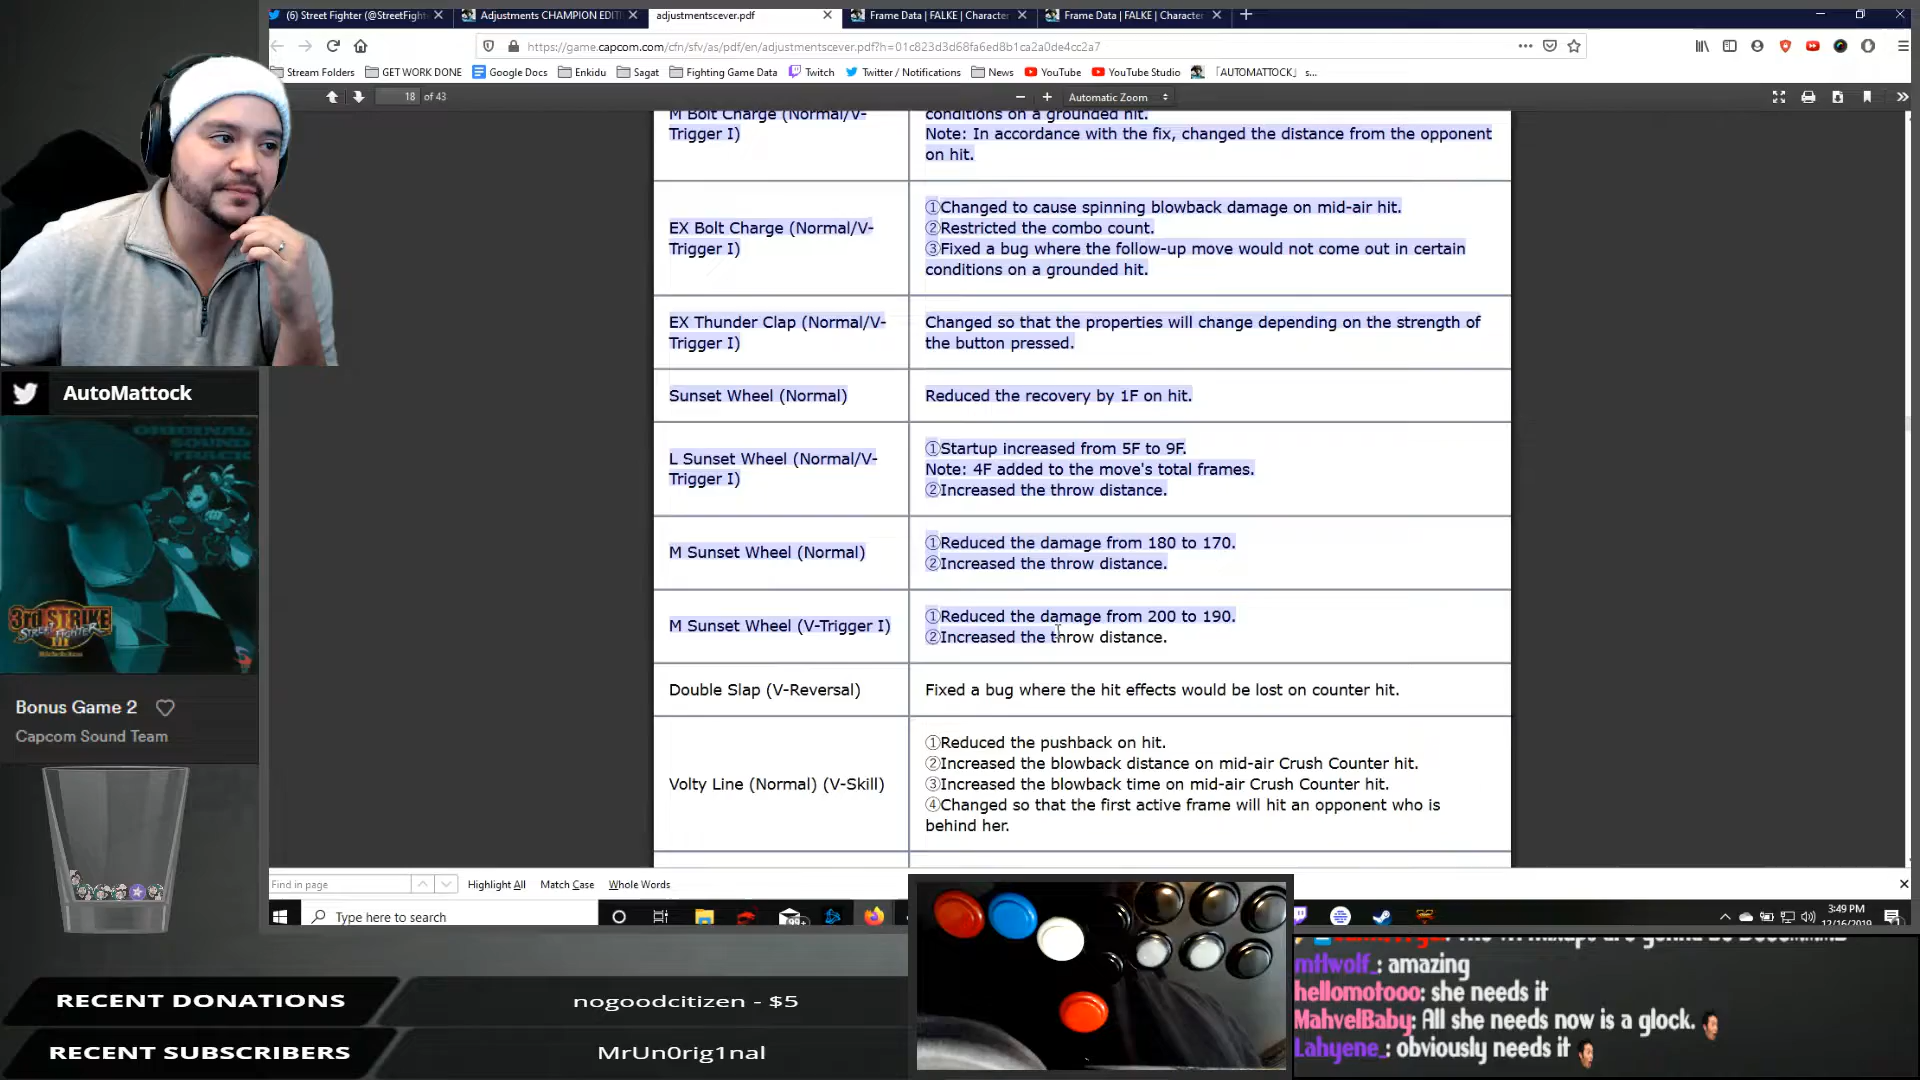 (6) Street Fighter (@StreetFight
Adjustments CHAMPION EDITI
adjustmentscever.pdf
Frame Data | FALKE | Character
Frame Data | FALKE | Character
https://game.capcom.com/cfn/sfv/as/pdf/en/adjustmentscever.pdf?h=01c823d3d68fa6ed8b1ca2a0de4cc2a7
Stream Folders
GET WORK DONE
Google Docs
Enkidu
Sagat
Fighting Game Data
Twitch
Twitter / Notifications
News
YouTube
YouTube Studio
「AUTOMATTOCK」 s...
18 of 43
Automatic Zoom
M Bolt Charge (Normal/V-
Trigger I)
conditions on a grounded hit.
Note: In accordance with the fix, changed the distance from the opponent
on hit.
EX Bolt Charge (Normal/V-
Trigger I)
①Changed to cause spinning blowback damage on mid-air hit.
②Restricted the combo count.
③Fixed a bug where the follow-up move would not come out in certain
conditions on a grounded hit.
EX Thunder Clap (Normal/V-
Trigger I)
Changed so that the properties will change depending on the strength of
the button pressed.
Sunset Wheel (Normal)
Reduced the recovery by 1F on hit.
L Sunset Wheel (Normal/V-
Trigger I)
①Startup increased from 5F to 9F.
Note: 4F added to the move's total frames.
②Increased the throw distance.
M Sunset Wheel (Normal)
①Reduced the damage from 180 to 170.
②Increased the throw distance.
M Sunset Wheel (V-Trigger I)
①Reduced the damage from 200 to 190.
②Increased the throw distance.
Double Slap (V-Reversal)
Fixed a bug where the hit effects would be lost on counter hit.
Volty Line (Normal) (V-Skill)
①Reduced the pushback on hit.
②Increased the blowback distance on mid-air Crush Counter hit.
③Increased the blowback time on mid-air Crush Counter hit.
④Changed so that the first active frame will hit an opponent who is
behind her.
Find in page
Highlight All
Match Case
Whole Words
Type here to search
99+
3:49 PM
12/16/2019
AutoMattock
ORIGINAL
SOUND
TRACK
3rd STRIKE
STREET FIGHTER
III
Bonus Game 2
Capcom Sound Team
RECENT DONATIONS
nogoodcitizen - $5
RECENT SUBSCRIBERS
MrUn0rig1nal
mHwolf_: amazing
hellomotooo: she needs it
MahvelBaby: All she needs now is a glock.
Lahyene_: obviously needs it